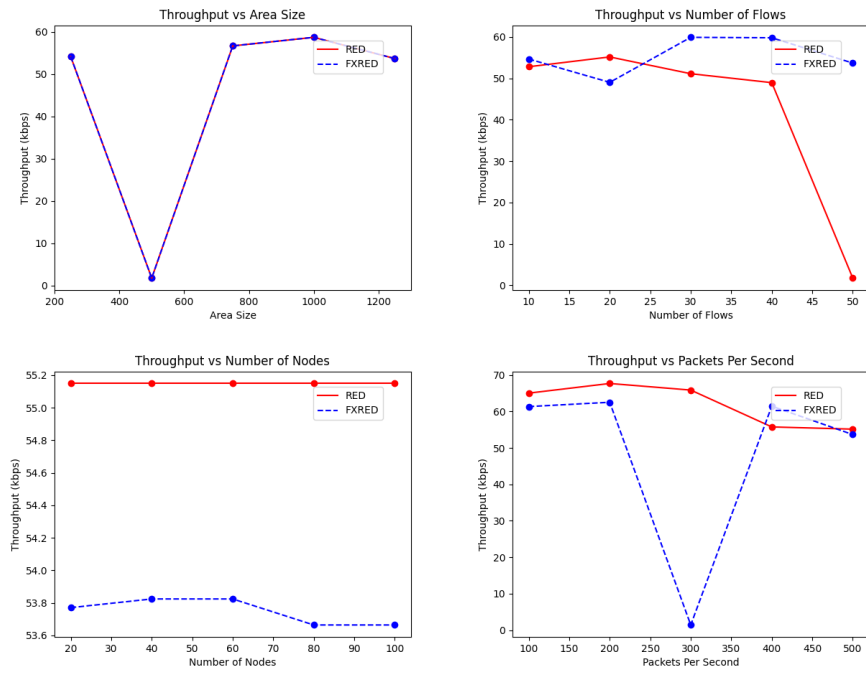 Throughput vs Area Size
Throughput (kbps)
60
50
40
30
20
10
0
200 400 600 800 1000 1200
Area Size
RED
FXRED
Throughput vs Number of Flows
Throughput (kbps)
60
50
40
30
20
10
0
10 15 20 25 30 35 40 45 50
Number of Flows
RED
FXRED
Throughput vs Number of Nodes
Throughput (kbps)
55.2
55.0
54.8
54.6
54.4
54.2
54.0
53.8
53.6
20 30 40 50 60 70 80 90 100
Number of Nodes
RED
FXRED
Throughput vs Packets Per Second
Throughput (kbps)
70
60
50
40
30
20
10
0
100 150 200 250 300 350 400 450 500
Packets Per Second
RED
FXRED